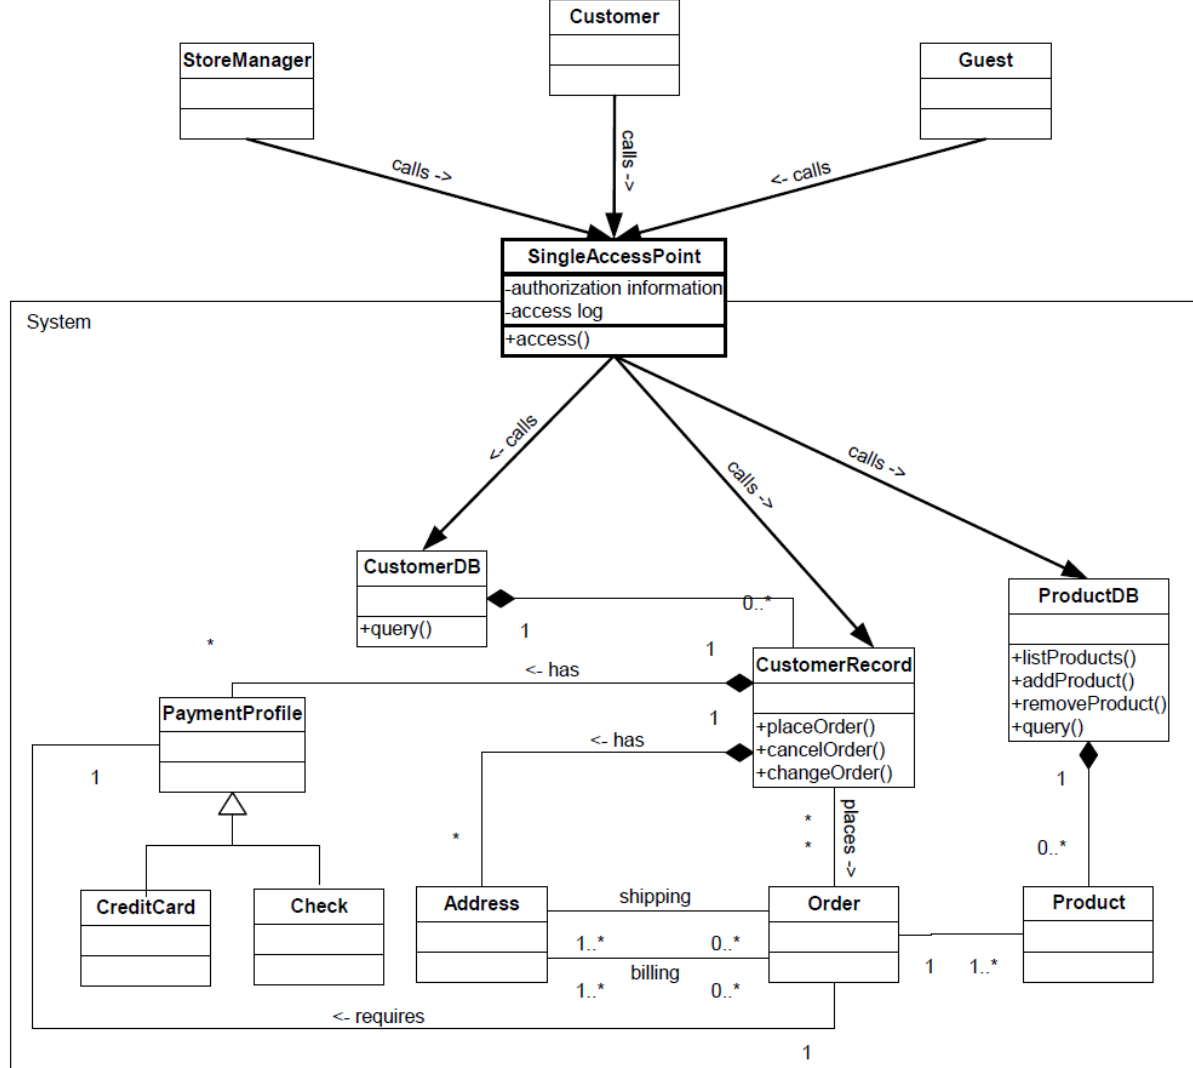 Customer
StoreManager
Guest
calls ->
calls ->
<- calls
SingleAccessPoint
-authorization information
-access log
+access()
System
<- calls
calls ->
calls ->
CustomerDB
+query()
1
0..*
ProductDB
+listProducts()
+addProduct()
+removeProduct()
+query()
*
1
<- has
CustomerRecord
+placeOrder()
+cancelOrder()
+changeOrder()
PaymentProfile
1
<- has
1
1
0..*
*
*
*
places ->
CreditCard
Check
Address
shipping
Order
Product
1..*
0..*
billing
1..*
0..*
1
1..*
<- requires
1